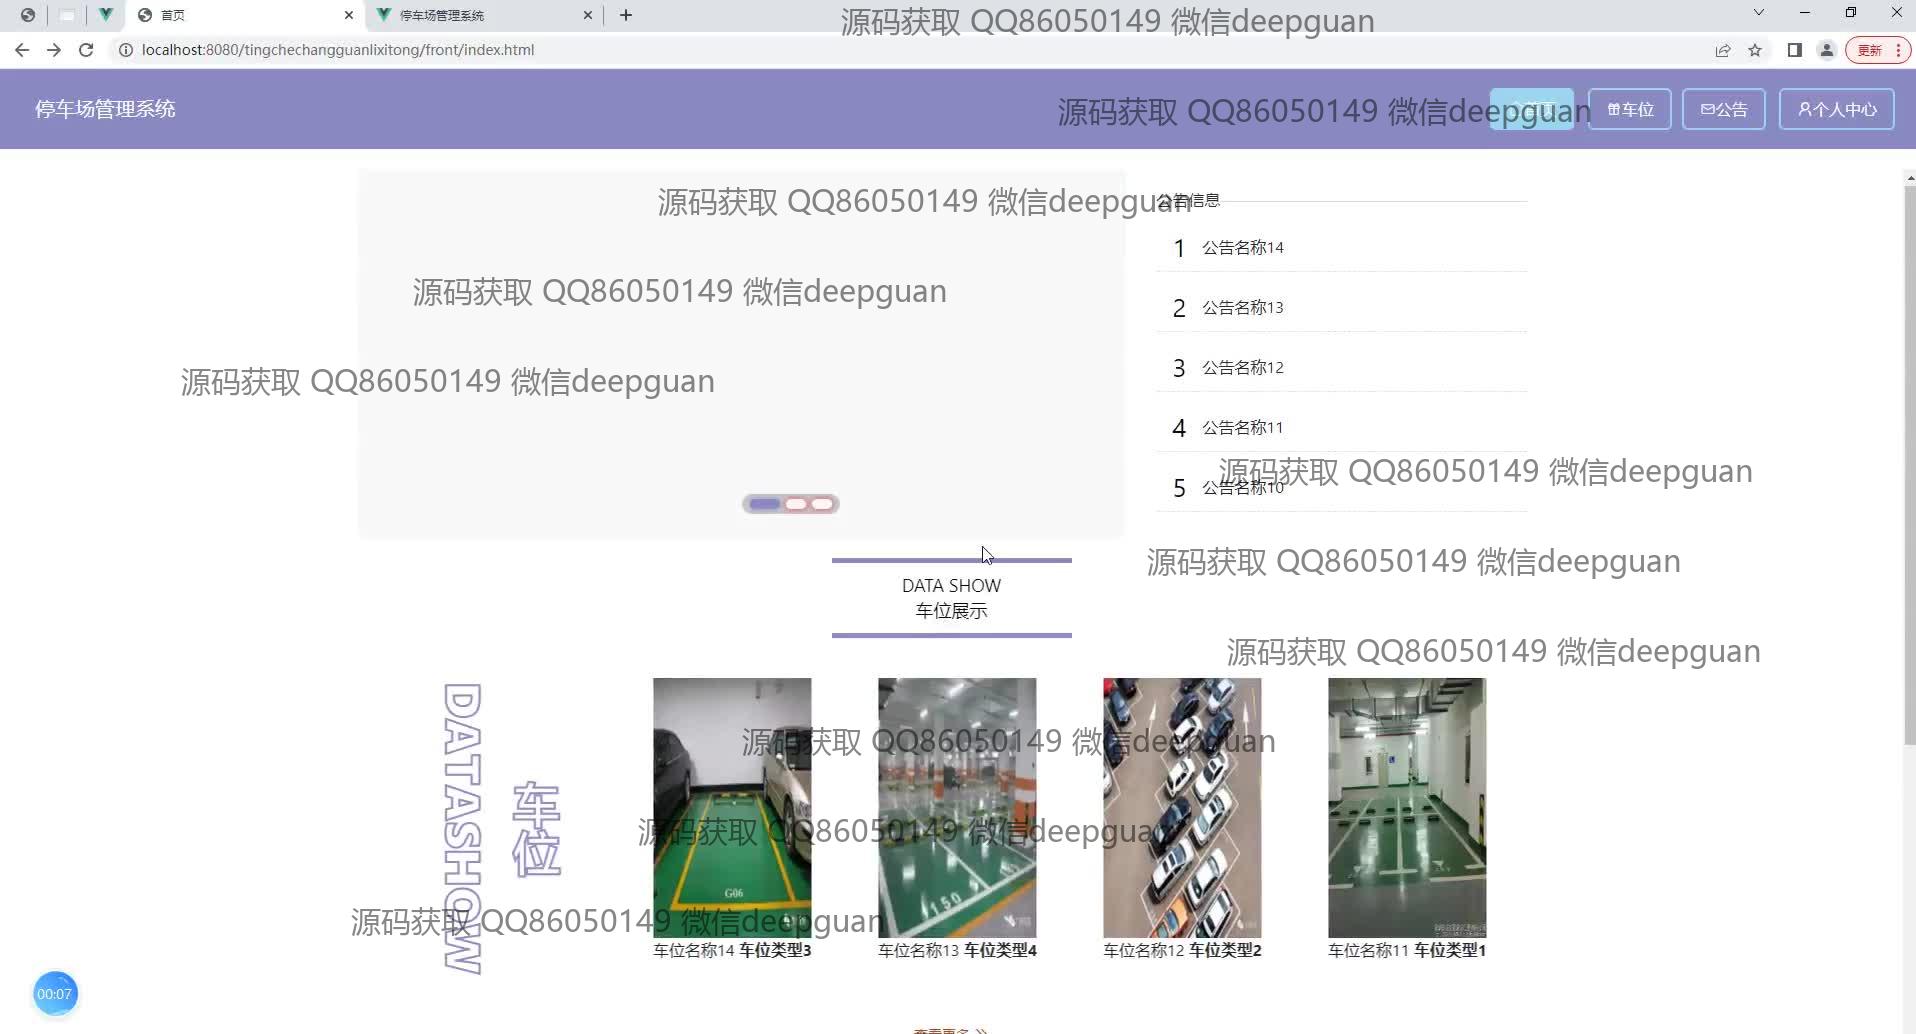 首页
停车场管理系统
源码获取 QQ86050149 微信deepguan
localhost:8080/tingchechangguanlixitong/front/index.html
更新
停车场管理系统
源码获取 QQ86050149 微信deepguan
车位
公告
个人中心
源码获取 QQ86050149 微信deepguan
公告信息
1 公告名称14
源码获取 QQ86050149 微信deepguan
2 公告名称13
3 公告名称12
源码获取 QQ86050149 微信deepguan
4 公告名称11
源码获取 QQ86050149 微信deepguan
5 公告名称10
源码获取 QQ86050149 微信deepguan
DATA SHOW
车位展示
源码获取 QQ86050149 微信deepguan
DATASHOW
车位
源码获取 QQ86050149 微信deepguan
源码获取 QQ86050149 微信deepguan
G06
1150
源码获取 QQ86050149 微信deepguan
车位名称14 车位类型3
车位名称13 车位类型4
车位名称12 车位类型2
车位名称11 车位类型1
00:07